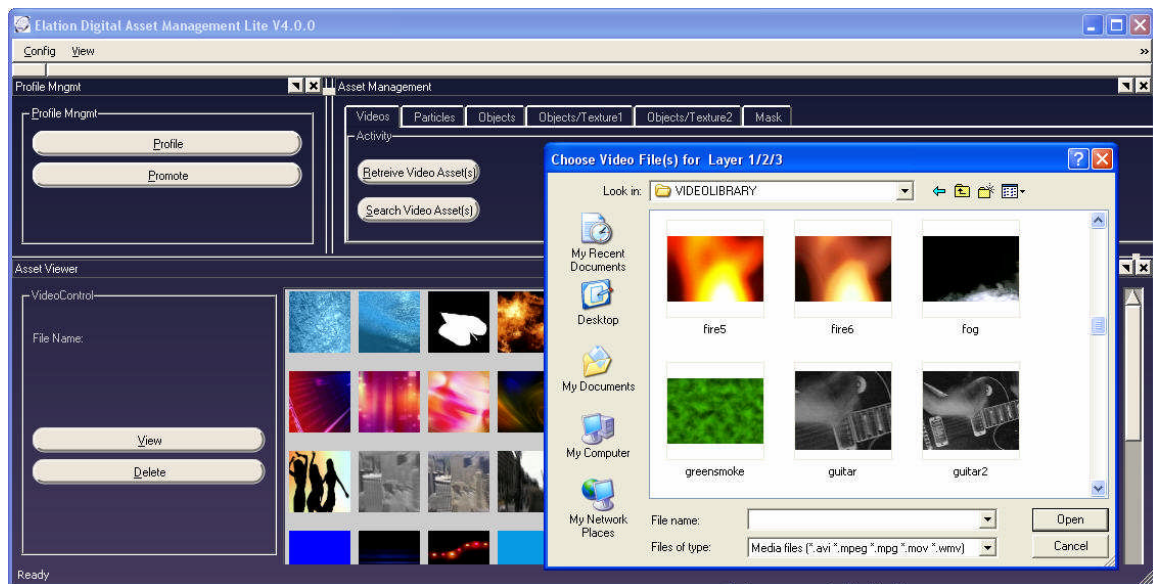 Elation Digital Asset Management Lite V4.0.0
Config View
»
Profile Mngmt
Profile Mngmt
Profile
Promote
Asset Management
Videos Particles Objects Objects/Texture1 Objects/Texture2 Mask
Activity
Retreive Video Asset(s)
Search Video Asset(s)
Asset Viewer
VideoControl
File Name:
View
Delete
Ready
Choose Video File(s) for Layer 1/2/3
Look in: VIDEOLIBRARY
My Recent
Documents
Desktop
My Documents
My Computer
My Network
Places
fire5 fire6 fog
greensmoke guitar guitar2
File name:
Open
Files of type: Media files (*.avi *.mpeg *.mpg *.mov *.wmv)
Cancel